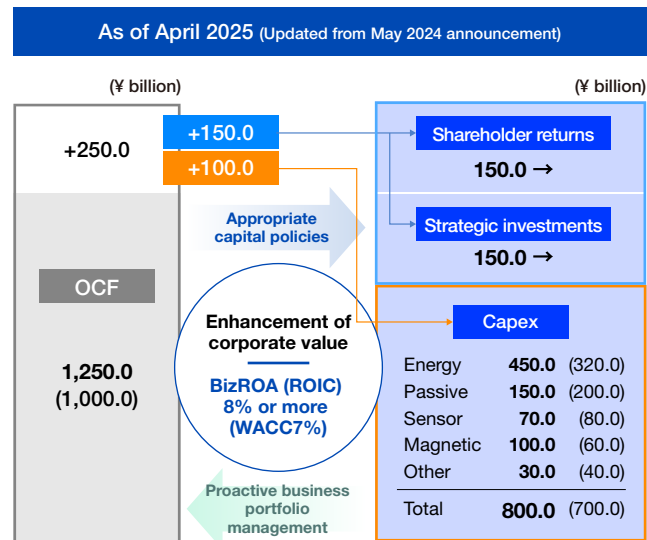 As of April 2025 (Updated from May 2024 announcement)
(¥ billion)
(¥ billion)
+250.0
+150.0
+100.0
Shareholder returns
150.0 →
Appropriate
capital policies
Strategic investments
150.0 →
OCF
1,250.0
(1,000.0)
Enhancement of
corporate value
BizROA (ROIC)
8% or more
(WACC7%)
Proactive business
portfolio
management
Capex
Energy 450.0 (320.0)
Passive 150.0 (200.0)
Sensor 70.0 (80.0)
Magnetic 100.0 (60.0)
Other 30.0 (40.0)
Total 800.0 (700.0)